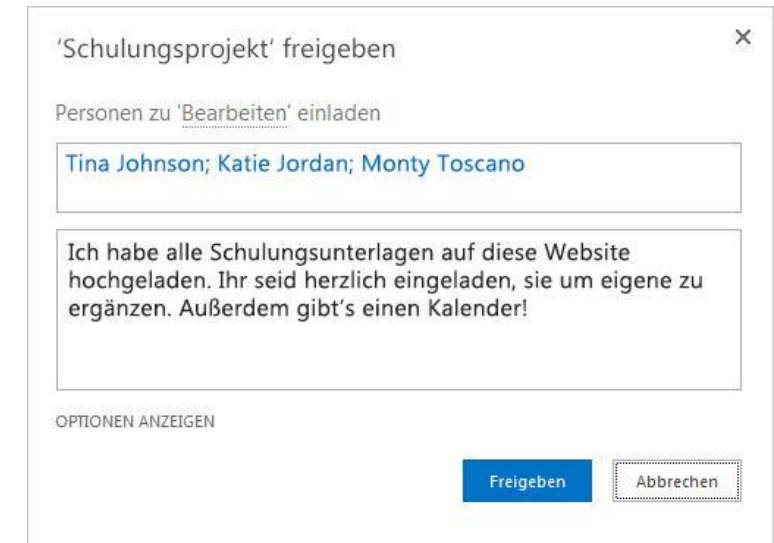 'Schulungsprojekt' freigeben
Personen zu 'Bearbeiten' einladen
Tina Johnson; Katie Jordan; Monty Toscano
Ich habe alle Schulungsunterlagen auf diese Website
hochgeladen. Ihr seid herzlich eingeladen, sie um eigene zu
ergänzen. Außerdem gibt's einen Kalender!
OPTIONEN ANZEIGEN
Freigeben
Abbrechen